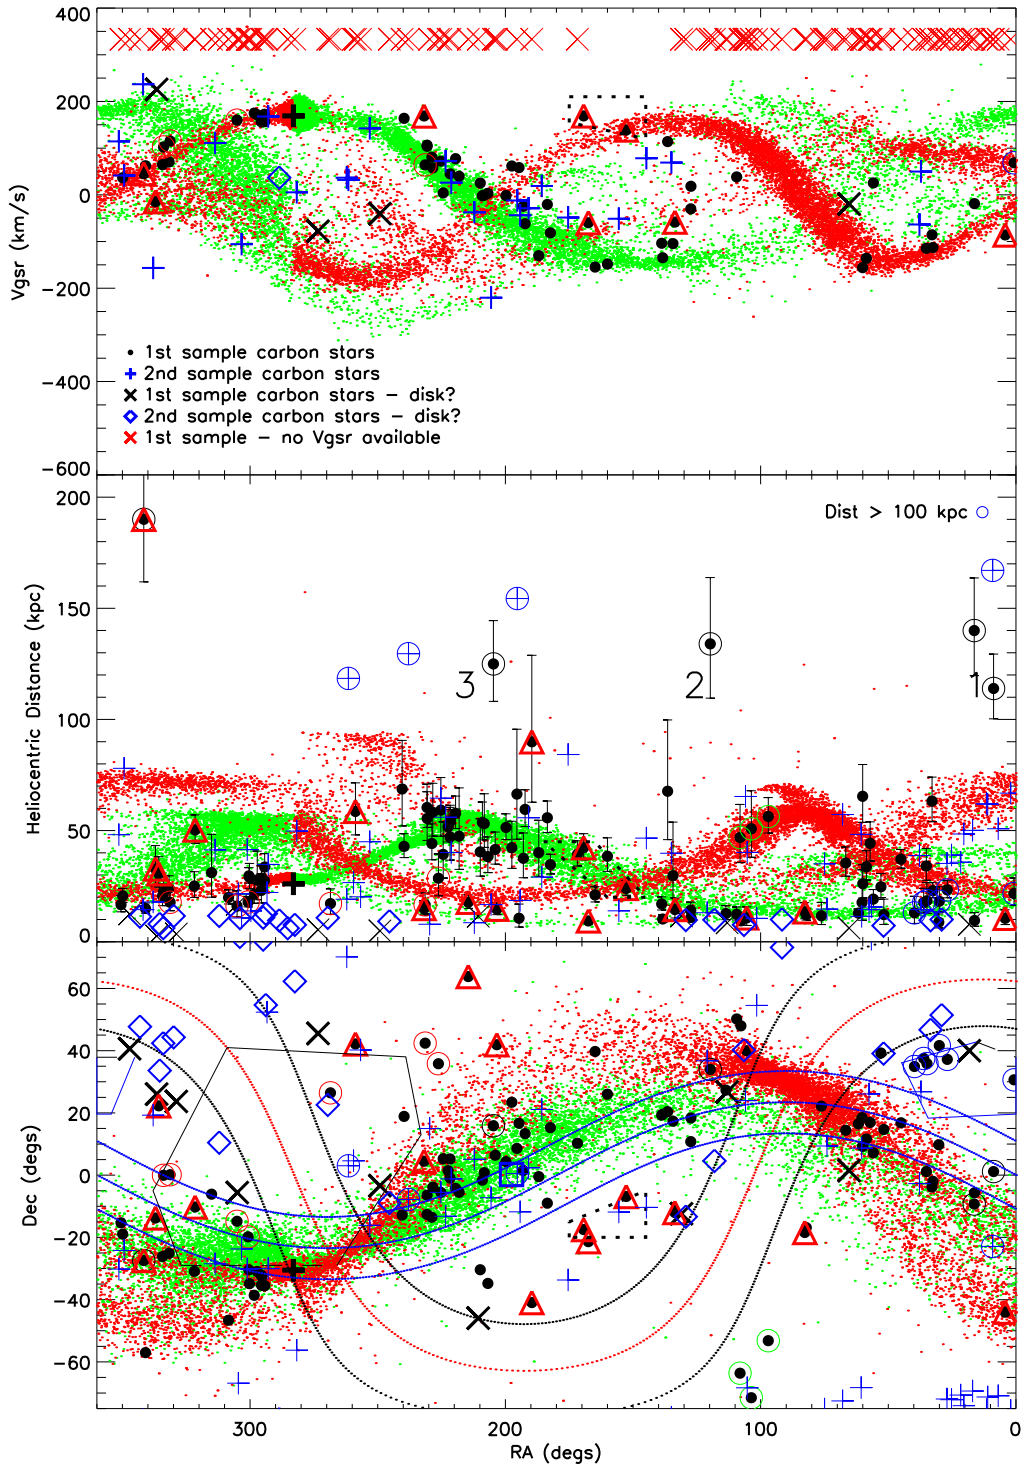 400
200
0
−200
−400
−600
Vgsr (km/s)
1st sample carbon stars
2nd sample carbon stars
1st sample carbon stars − disk?
2nd sample carbon stars − disk?
1st sample − no Vgsr available
200
150
100
50
0
Heliocentric Distance (kpc)
Dist > 100 kpc
3
2
1
60
40
20
0
−20
−40
−60
Dec (degs)
300
200
100
0
RA (degs)